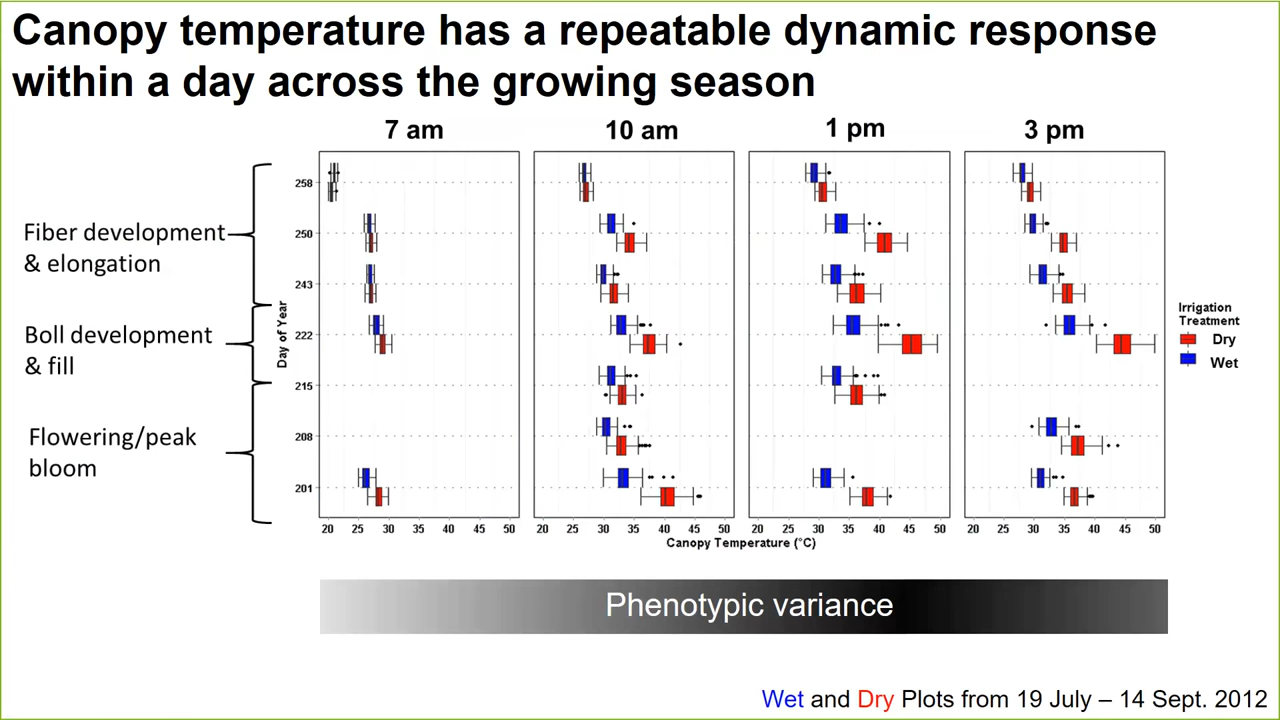 Canopy temperature has a repeatable dynamic response
within a day across the growing season
7 am
10 am
1 pm
3 pm
Fiber development
& elongation
Boll development
& fill
Flowering/peak
bloom
Day of Year
258
250
243
222
215
208
201
20 25 30 35 40 45 50
20 25 30 35 40 45 50
20 25 30 35 40 45 50
20 25 30 35 40 45 50
Canopy Temperature (°C)
Irrigation
Treatment
Dry
Wet
Phenotypic variance
Wet and Dry Plots from 19 July – 14 Sept. 2012